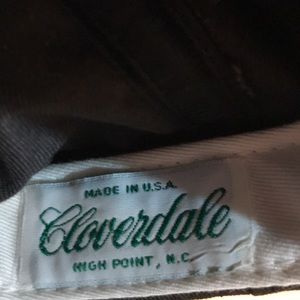 MADE IN U.S.A.
Cloverdale
HIGH POINT, N.C.